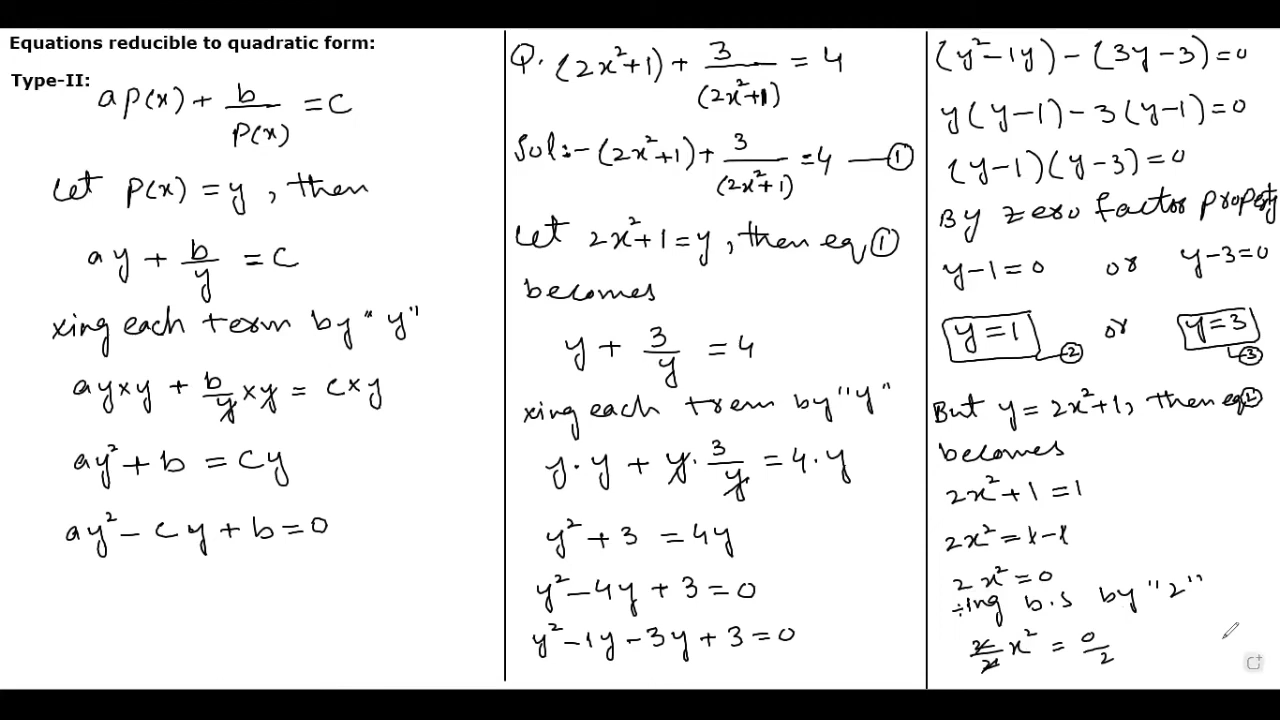 Equations reducible to quadratic form:
Type-II:
a p(x) + b/p(x) = c
Let p(x) = y, then
ay + b/y = c
xing each term by "y"
ay×y + b/y ×y = c×y
ay² + b = cy
ay² - cy + b = 0
Q. (2x²+1) + 3/(2x²+1) = 4
Sol:- (2x²+1) + 3/(2x²+1) = 4 — ①
Let 2x²+1 = y, then eq ①
becomes
y + 3/y = 4
xing each trem by "y"
y·y + y·3/y = 4·y
y² + 3 = 4y
y² - 4y + 3 = 0
y² - 1y - 3y + 3 = 0
(y² - 1y) - (3y - 3) = 0
y(y-1) - 3(y-1) = 0
(y-1)(y-3) = 0
By zero factor property
y-1=0 or y-3=0
y=1 —② or y=3 ③
But y = 2x²+1, then eq②
becomes
2x²+1 = 1
2x² = 1-1
2x² = 0
÷ing b.s by "2"
2/2 x² = 0/2